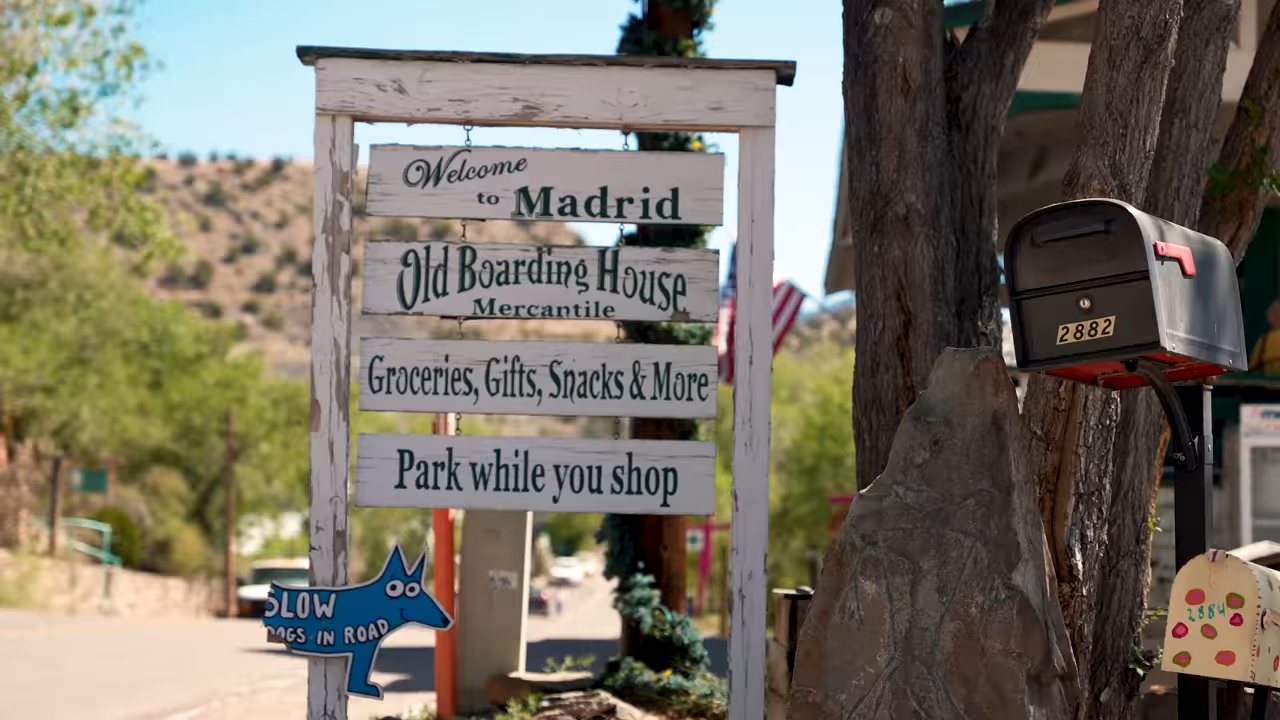 Welcome
to Madrid
Old Boarding House
Mercantile
Groceries, Gifts, Snacks & More
Park while you shop
SLOW
DOGS IN ROAD
2882
2884